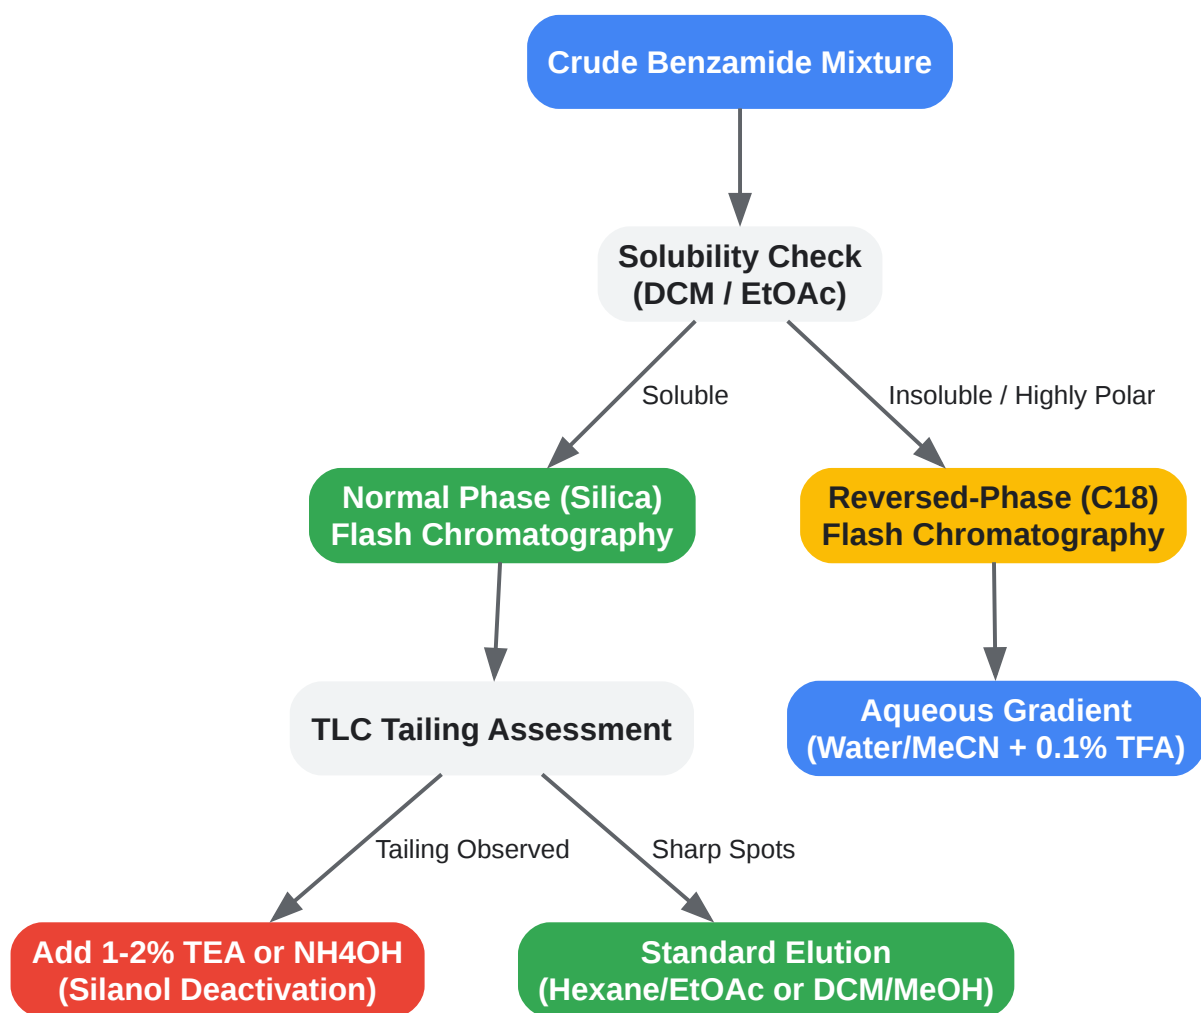 Crude Benzamide Mixture
Solubility Check
(DCM / EtOAc)
Soluble
Insoluble / Highly Polar
Normal Phase (Silica)
Flash Chromatography
Reversed-Phase (C18)
Flash Chromatography
TLC Tailing Assessment
Aqueous Gradient
(Water/MeCN + 0.1% TFA)
Tailing Observed
Sharp Spots
Add 1-2% TEA or NH4OH
(Silanol Deactivation)
Standard Elution
(Hexane/EtOAc or DCM/MeOH)